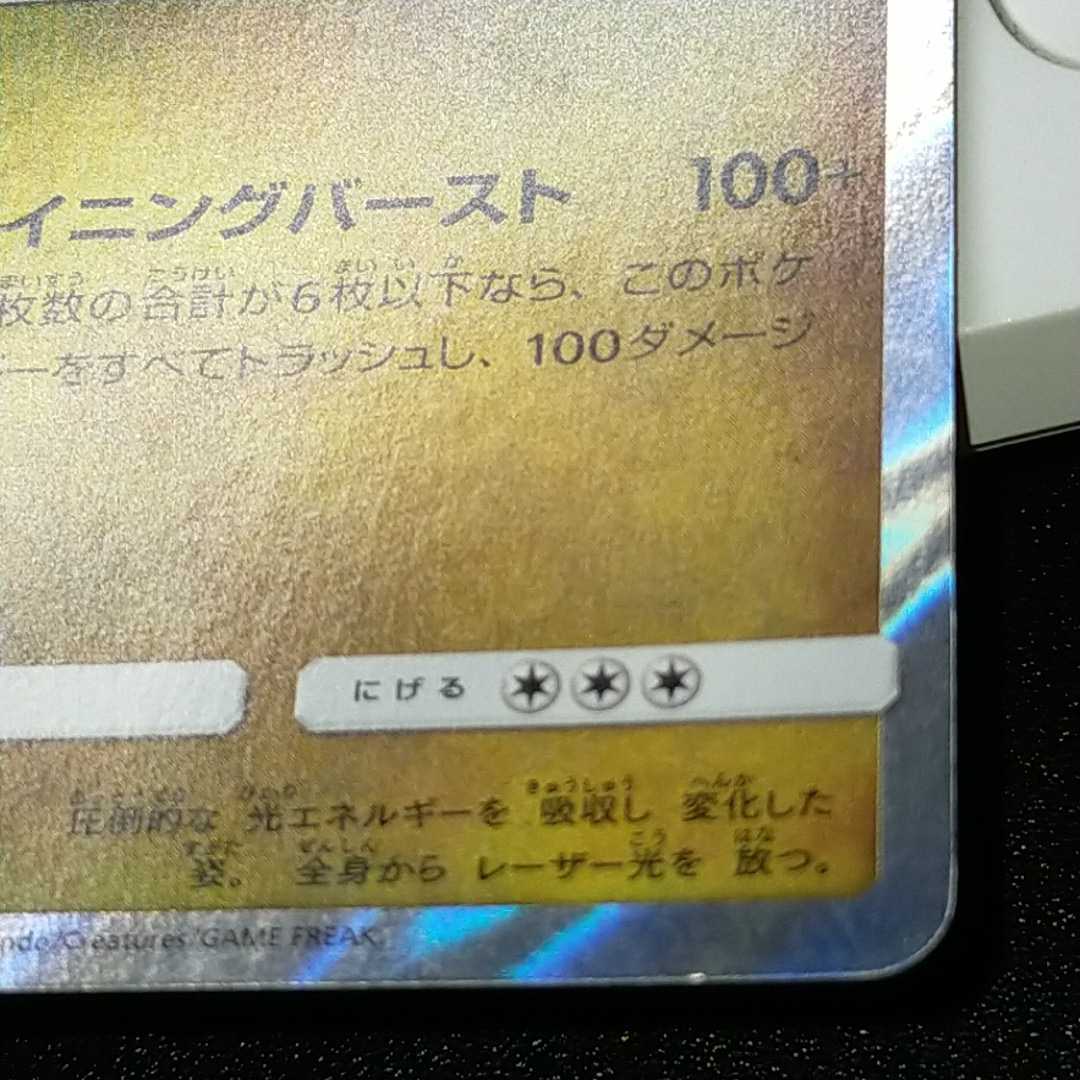 イニングバースト 100+
枚数の合計が6枚以下なら、このポケ
ーをすべてトラッシュし、100ダメージ
にげる
圧倒的な 光エネルギーを 吸収し 変化した
姿。 全身から レーザー光を 放つ。
ndo/Creatures/GAME FREAK.